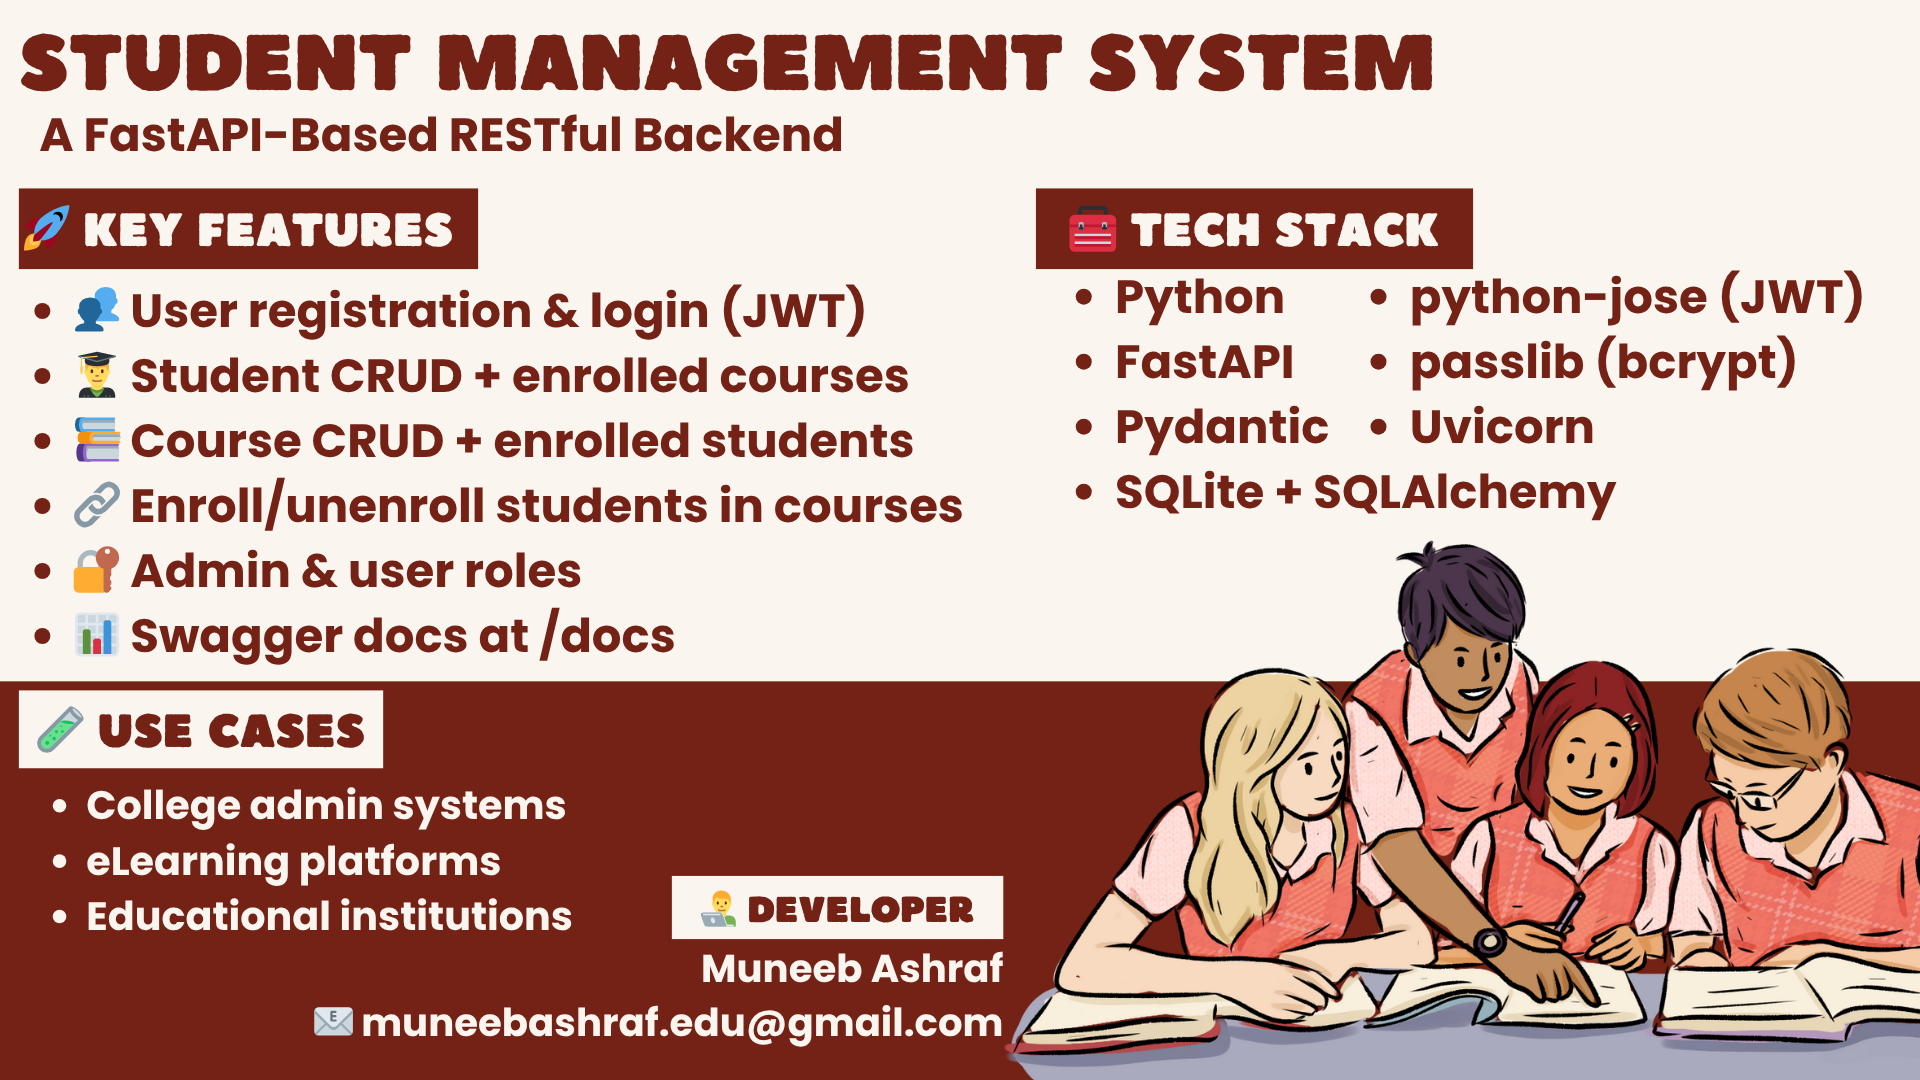 STUDENT MANAGEMENT SYSTEM
A FastAPI-Based RESTful Backend
🚀 KEY FEATURES
• 👥 User registration & login (JWT)
• 👨‍🎓 Student CRUD + enrolled courses
• 📚 Course CRUD + enrolled students
• 🔗 Enroll/unenroll students in courses
• 🔐 Admin & user roles
• 📊 Swagger docs at /docs
🧰 TECH STACK
• Python
• FastAPI
• Pydantic
• SQLite + SQLAlchemy
• python-jose (JWT)
• passlib (bcrypt)
• Uvicorn
🧪 USE CASES
• College admin systems
• eLearning platforms
• Educational institutions
👨‍💻 DEVELOPER
Muneeb Ashraf
📧 muneebashraf.edu@gmail.com